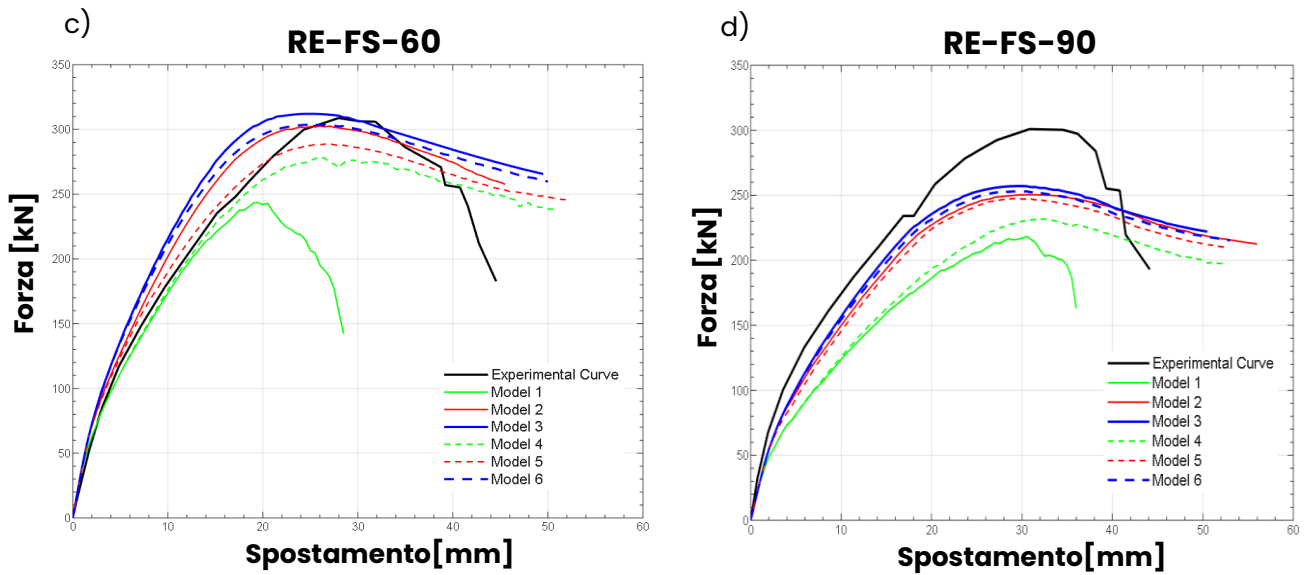 c)
RE-FS-60
350
300
250
200
150
100
50
0
0 10 20 30 40 50 60
Forza [kN]
Spostamento[mm]
Experimental Curve
Model 1
Model 2
Model 3
Model 4
Model 5
Model 6
d)
RE-FS-90
350
300
250
200
150
100
50
0
0 10 20 30 40 50 60
Forza [kN]
Spostamento[mm]
Experimental Curve
Model 1
Model 2
Model 3
Model 4
Model 5
Model 6